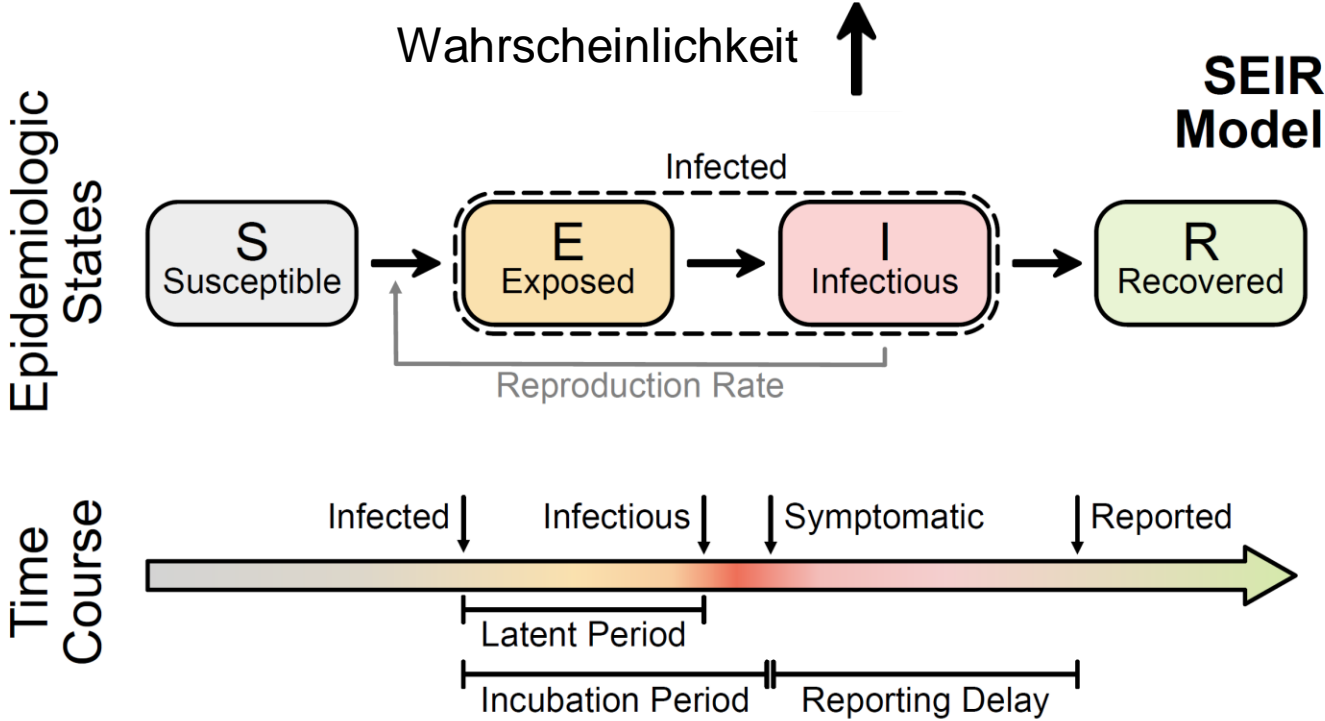 Wahrscheinlichkeit
SEIR
Model
Epidemiologic
States
Infected
S
Susceptible
E
Exposed
I
Infectious
R
Recovered
Reproduction Rate
Time
Course
Infected
Infectious
Symptomatic
Reported
Latent Period
Incubation Period
Reporting Delay